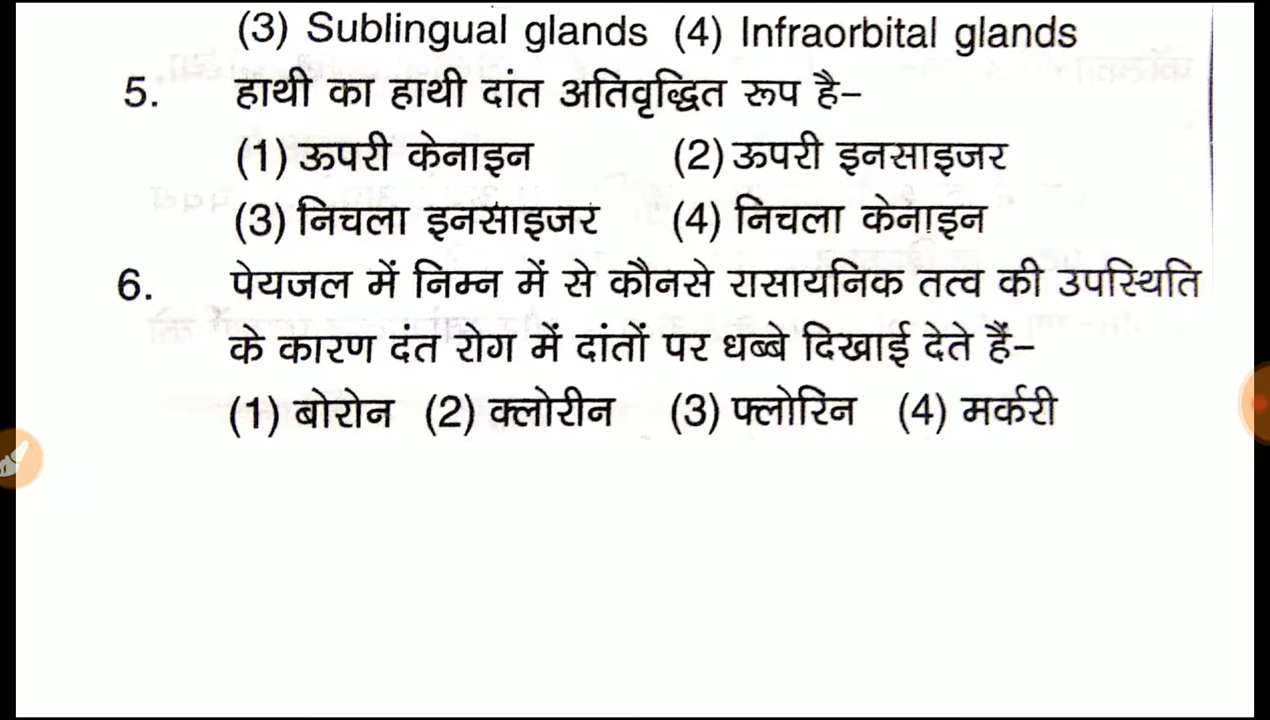 (3) Sublingual glands (4) Infraorbital glands
5. हाथी का हाथी दांत अतिवृद्धित रूप है–
(1) ऊपरी केनाइन (2) ऊपरी इनसाइजर
(3) निचला इनसाइजर (4) निचला केनाइन
6. पेयजल में निम्न में से कौनसे रासायनिक तत्व की उपस्थिति
के कारण दंत रोग में दांतों पर धब्बे दिखाई देते हैं–
(1) बोरोन (2) क्लोरीन (3) फ्लोरिन (4) मर्करी